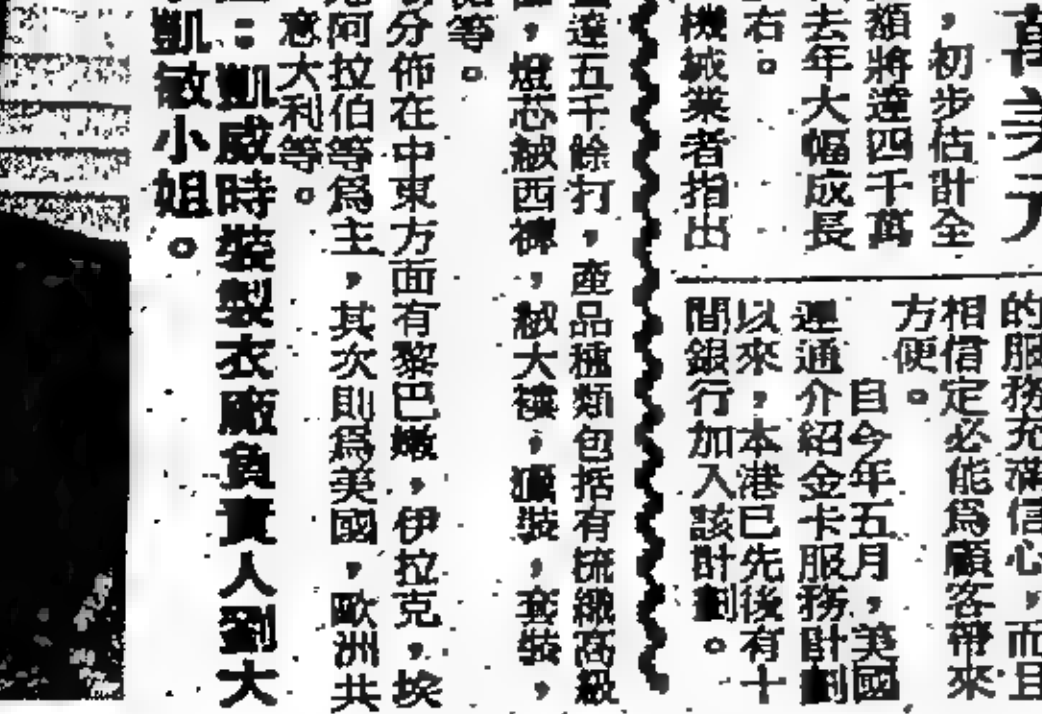 萬美元
，初步估計全
額將達四千萬
去年大幅成長
右。
機械業者指出
的服務充滿信心，而且
相信定必能爲顧客帶來
方便。
自今年五月，美國
運通介紹金卡服務計劃
以來，本港已先後有十
間銀行加入該計劃。
達五千餘打，產品種類包括有梳織高級
，燈芯絨西褲，絨大褸，獵裝，套裝，
等。
分佈在中東方面有黎巴嫩，伊拉克，埃
阿拉伯等爲主，其次則爲美國，歐洲共
意大利等。
：凱威時裝製衣廠負責人劉大
凱敏小姐。